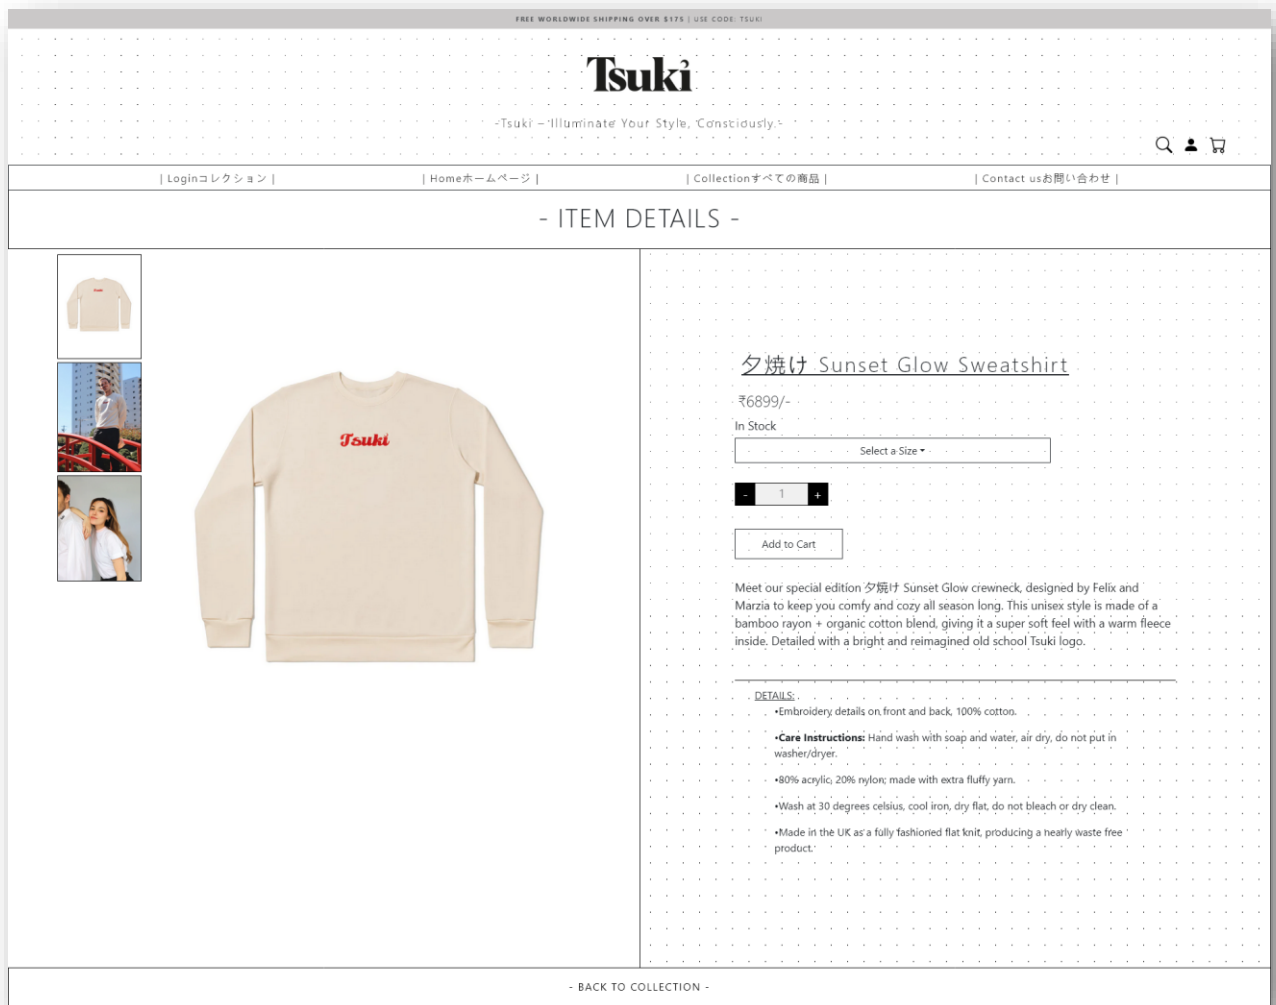 FREE WORLDWIDE SHIPPING OVER $175 | USE CODE: TSUKI
Tsuki
-Tsuki – Illuminate Your Style, Consciously.-
| Loginコレクション |
| Homeホームページ |
| Collectionすべての商品 |
| Contact usお問い合わせ |
- ITEM DETAILS -
Tsuki
夕焼け Sunset Glow Sweatshirt
₹6899/-
In Stock
Select a Size
- 1 +
Add to Cart
Meet our special edition 夕焼け Sunset Glow crewneck, designed by Felix and
Marzia to keep you comfy and cozy all season long. This unisex style is made of a
bamboo rayon + organic cotton blend, giving it a super soft feel with a warm fleece
inside. Detailed with a bright and reimagined old school Tsuki logo.
DETAILS:
•Embroidery details on front and back, 100% cotton.
•Care Instructions: Hand wash with soap and water, air dry, do not put in
washer/dryer.
•80% acrylic, 20% nylon; made with extra fluffy yarn.
•Wash at 30 degrees celsius, cool iron, dry flat, do not bleach or dry clean.
•Made in the UK as a fully fashioned flat knit, producing a nearly waste free
product.
- BACK TO COLLECTION -